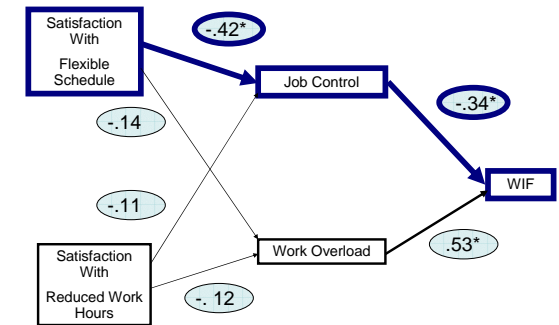 Satisfaction
With
Flexible
Schedule
-.42*
Job Control
-.34*
-.14
WIF
-.11
Work Overload
.53*
Satisfaction
With
Reduced Work
Hours
-. 12